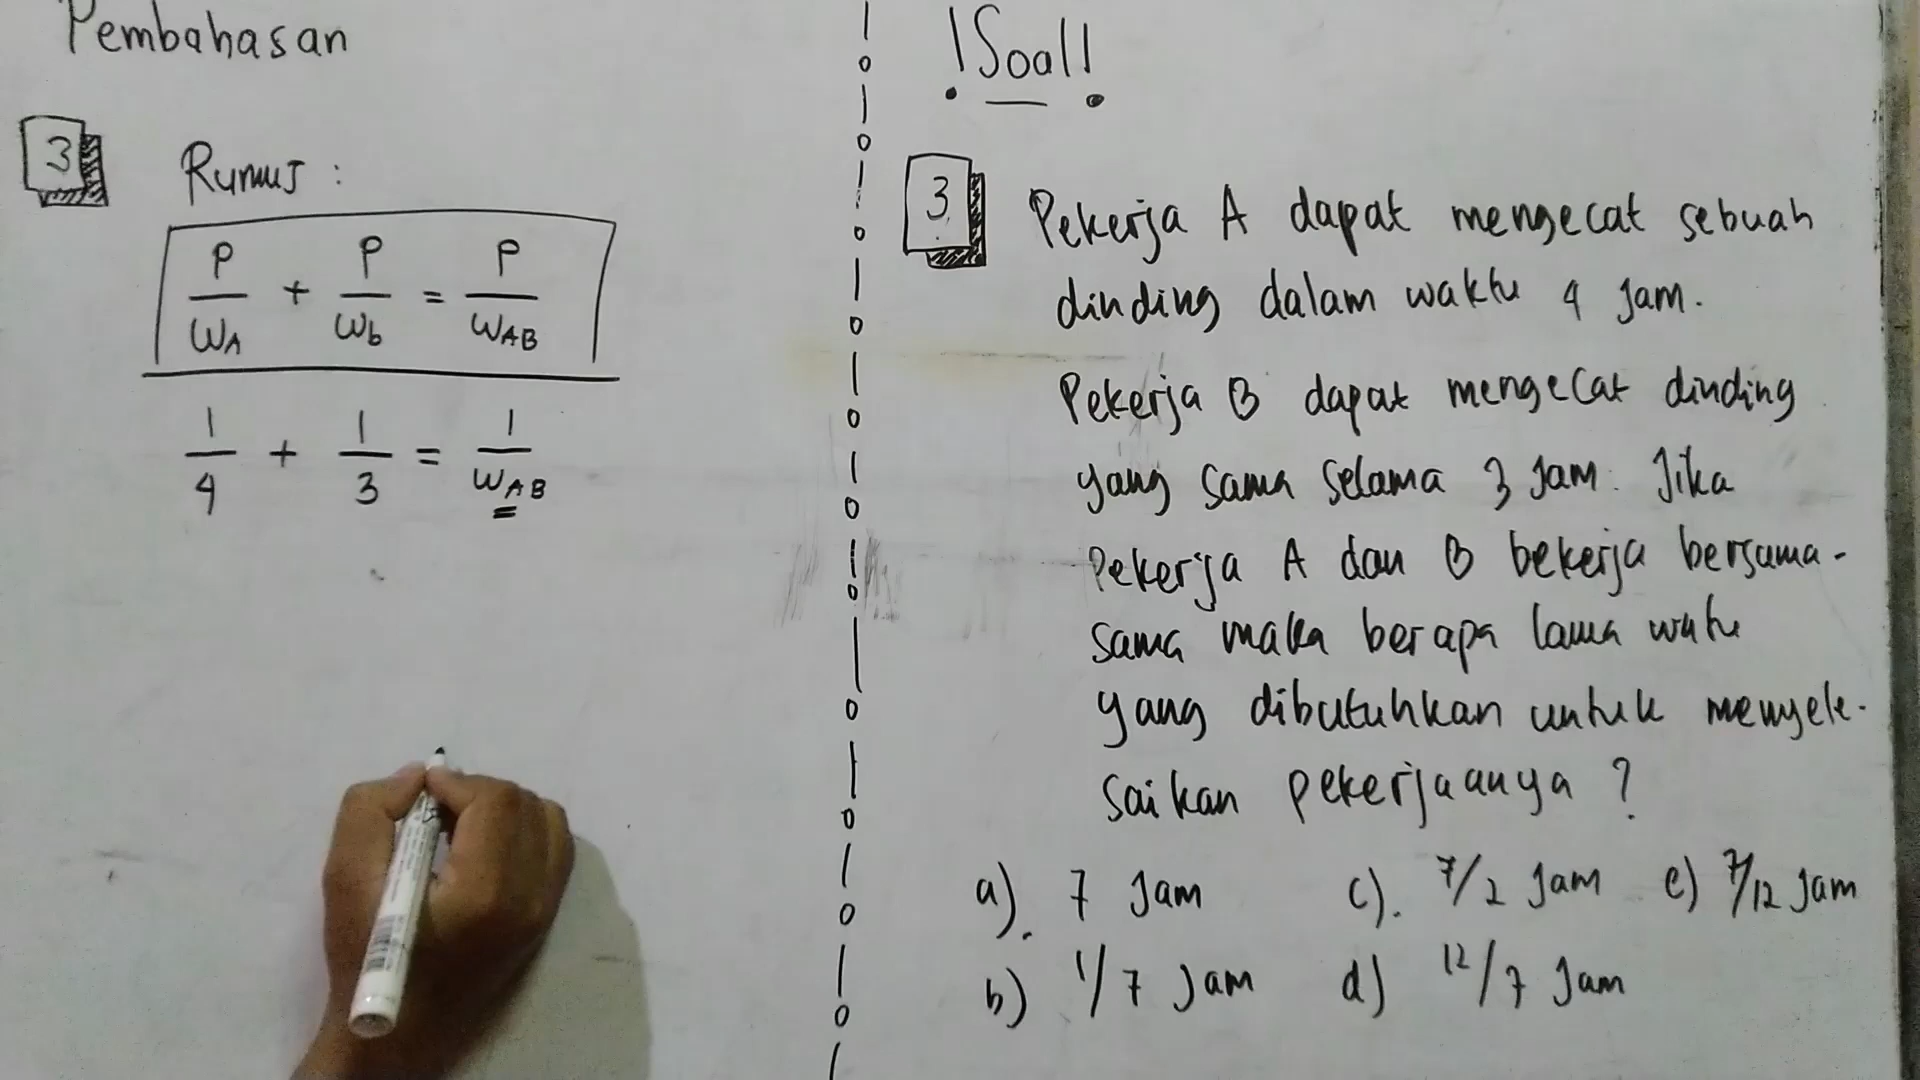 Pembahasan
3
Rumus :
P/WA + P/Wb = P/WAB
1/4 + 1/3 = 1/WAB
! Soal !
3
Pekerja A dapat mengecat sebuah
dinding dalam waktu 4 Jam.
Pekerja B dapat mengecat dinding
yang sama selama 3 Jam. Jika
Pekerja A dan B bekerja bersama-
sama maka berapa lama
yang dibutuhkan untuk menyele-
saikan pekerjaanya ?
a). 7 Jam
b) 1/7 Jam
c). 7/2 Jam
d) 12/7 Jam
e) 7/12 Jam